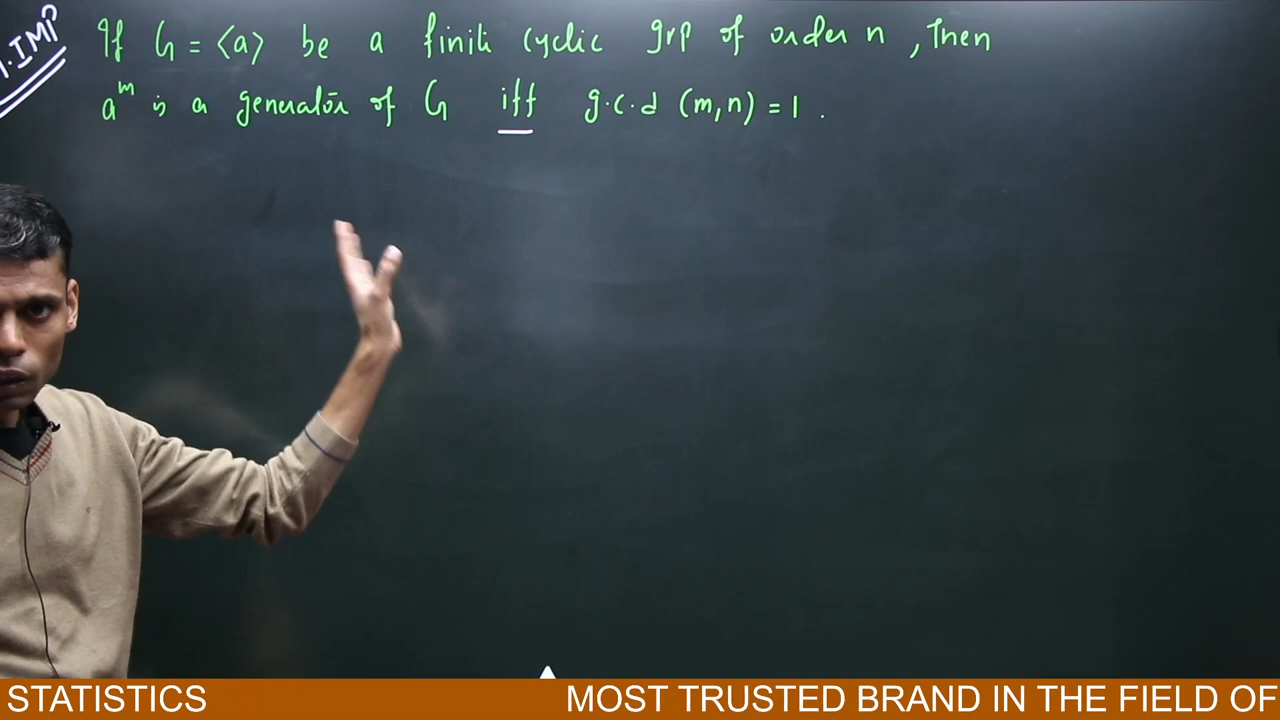 V.IMP
If G = <a> be a finite cyclic grp of order n , Then
a^m is a generator of G iff g.c.d (m,n) = 1 .
STATISTICS MOST TRUSTED BRAND IN THE FIELD OF